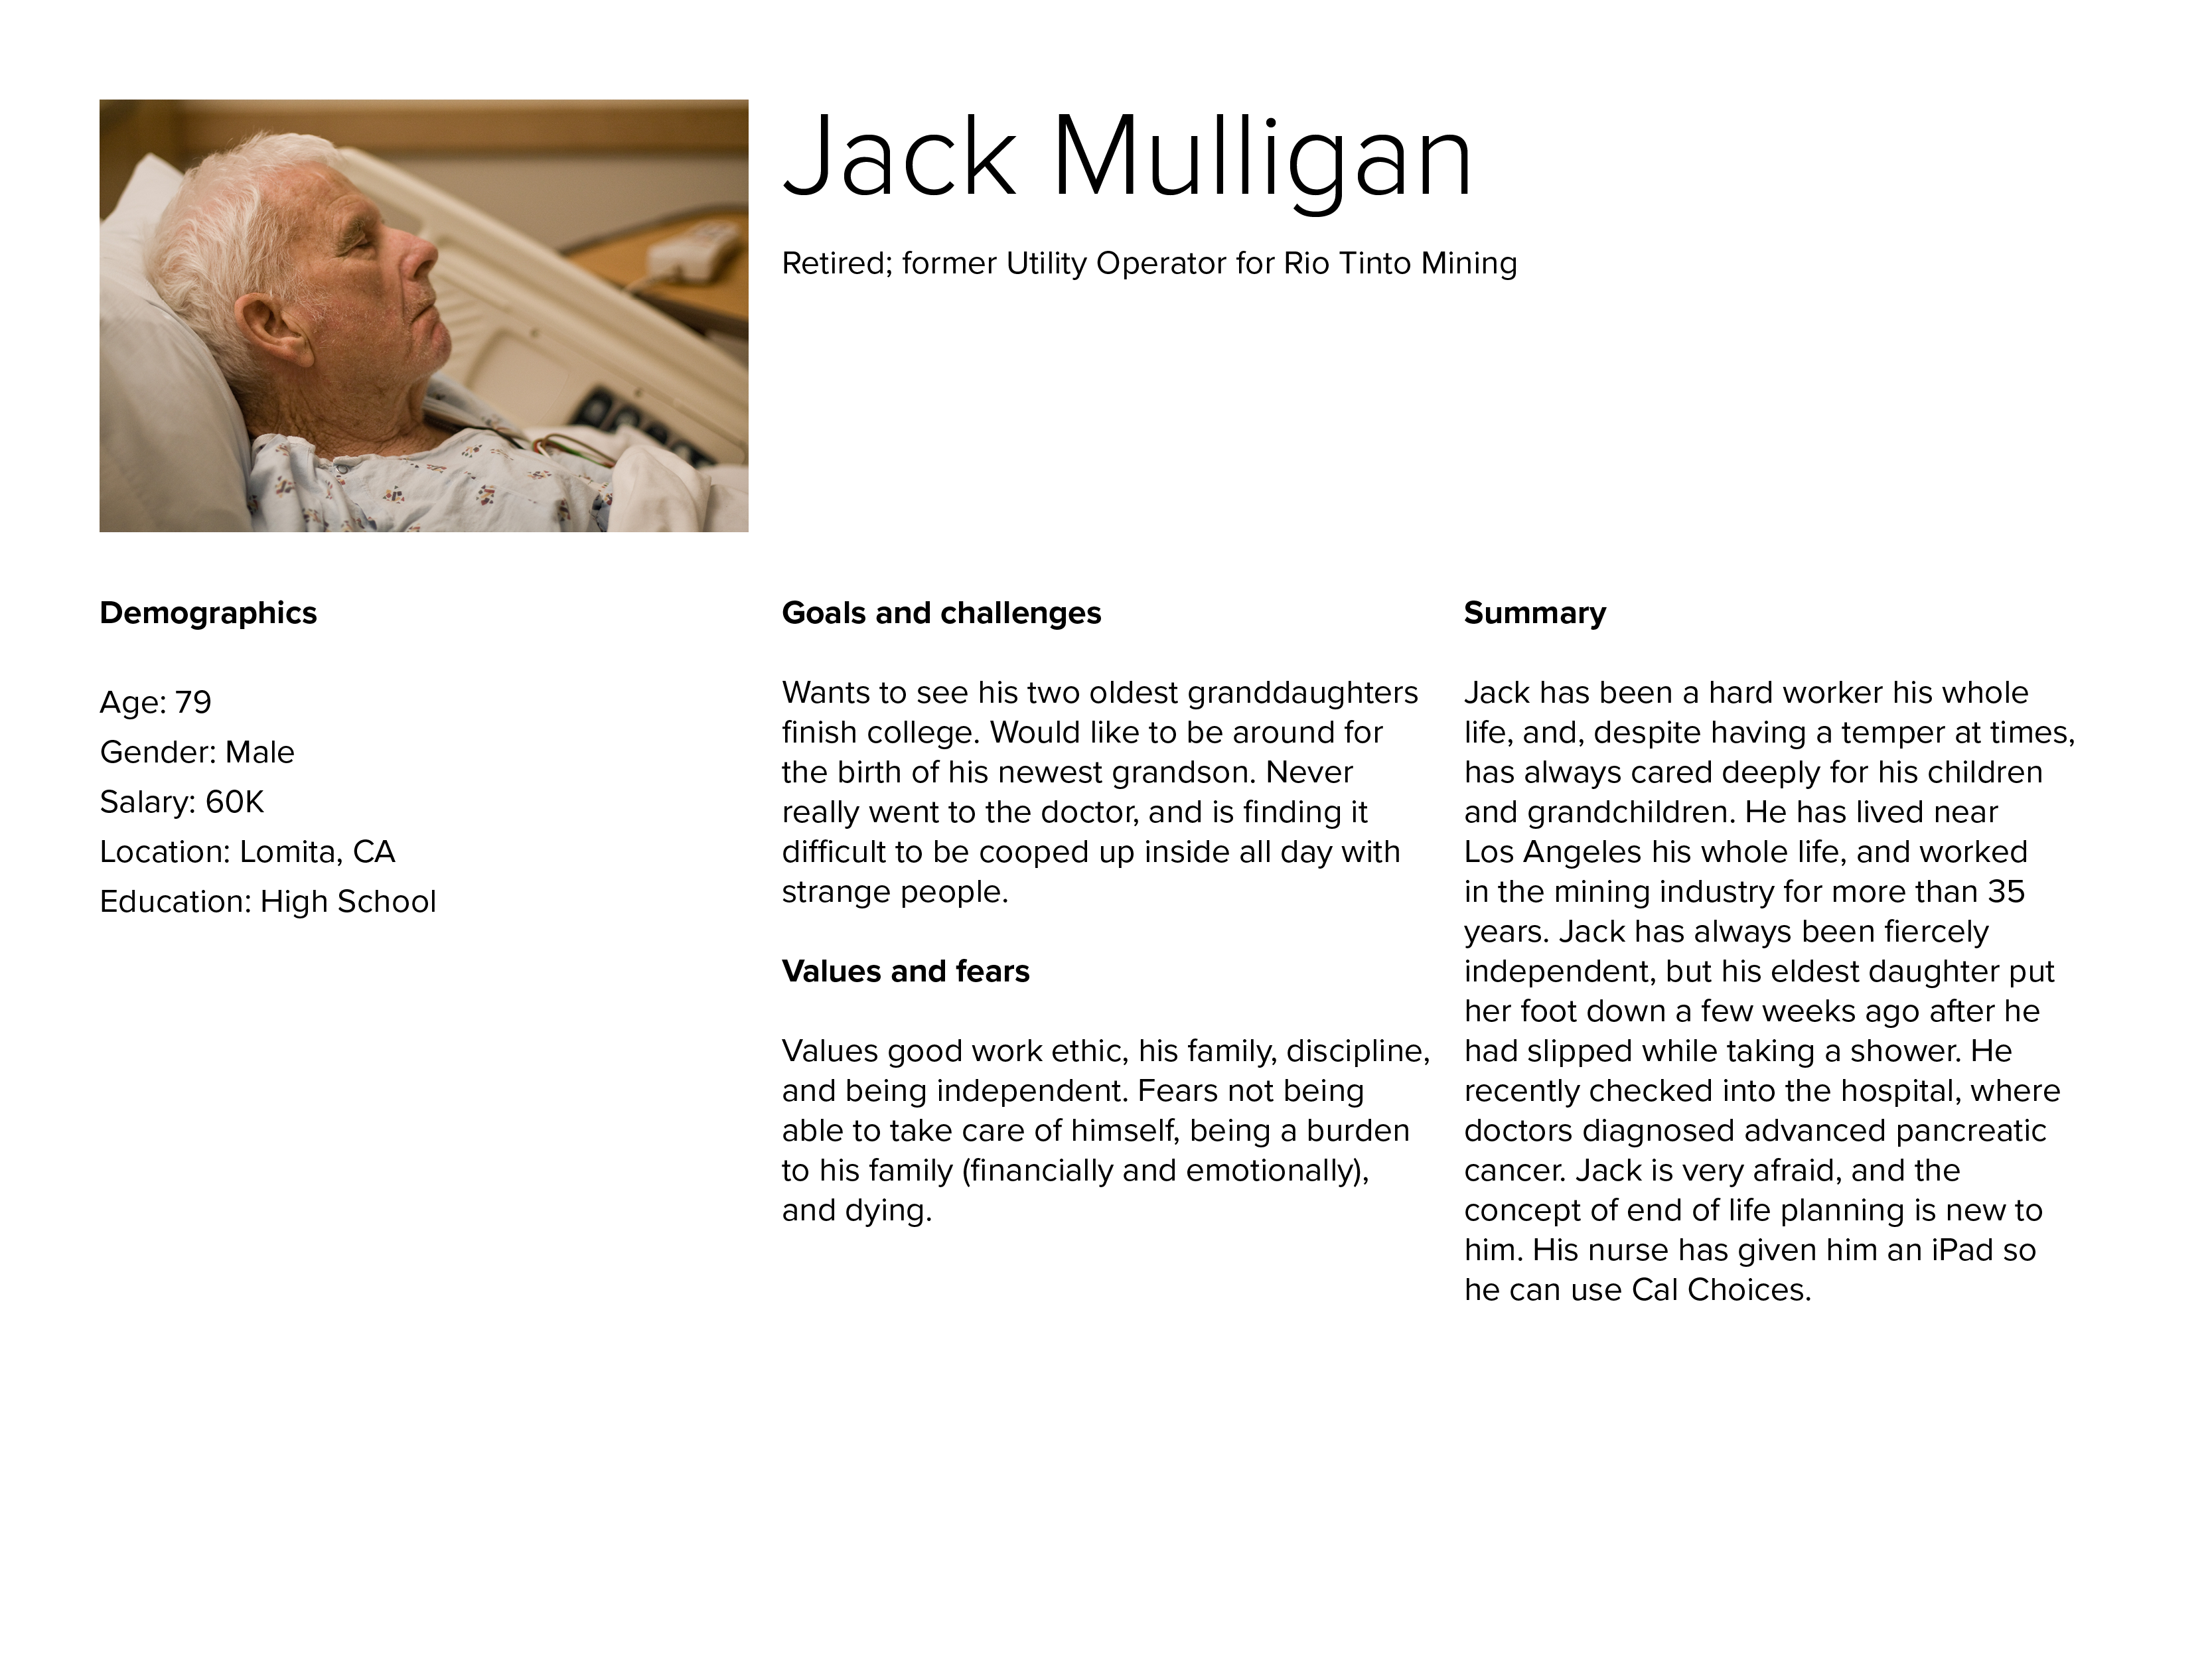 Jack Mulligan
Retired; former Utility Operator for Rio Tinto Mining
Demographics
Age: 79
Gender: Male
Salary: 60K
Location: Lomita, CA
Education: High School
Goals and challenges
Wants to see his two oldest granddaughters
finish college. Would like to be around for
the birth of his newest grandson. Never
really went to the doctor, and is finding it
difficult to be cooped up inside all day with
strange people.
Values and fears
Values good work ethic, his family, discipline,
and being independent. Fears not being
able to take care of himself, being a burden
to his family (financially and emotionally),
and dying.
Summary
Jack has been a hard worker his whole
life, and, despite having a temper at times,
has always cared deeply for his children
and grandchildren. He has lived near
Los Angeles his whole life, and worked
in the mining industry for more than 35
years. Jack has always been fiercely
independent, but his eldest daughter put
her foot down a few weeks ago after he
had slipped while taking a shower. He
recently checked into the hospital, where
doctors diagnosed advanced pancreatic
cancer. Jack is very afraid, and the
concept of end of life planning is new to
him. His nurse has given him an iPad so
he can use Cal Choices.